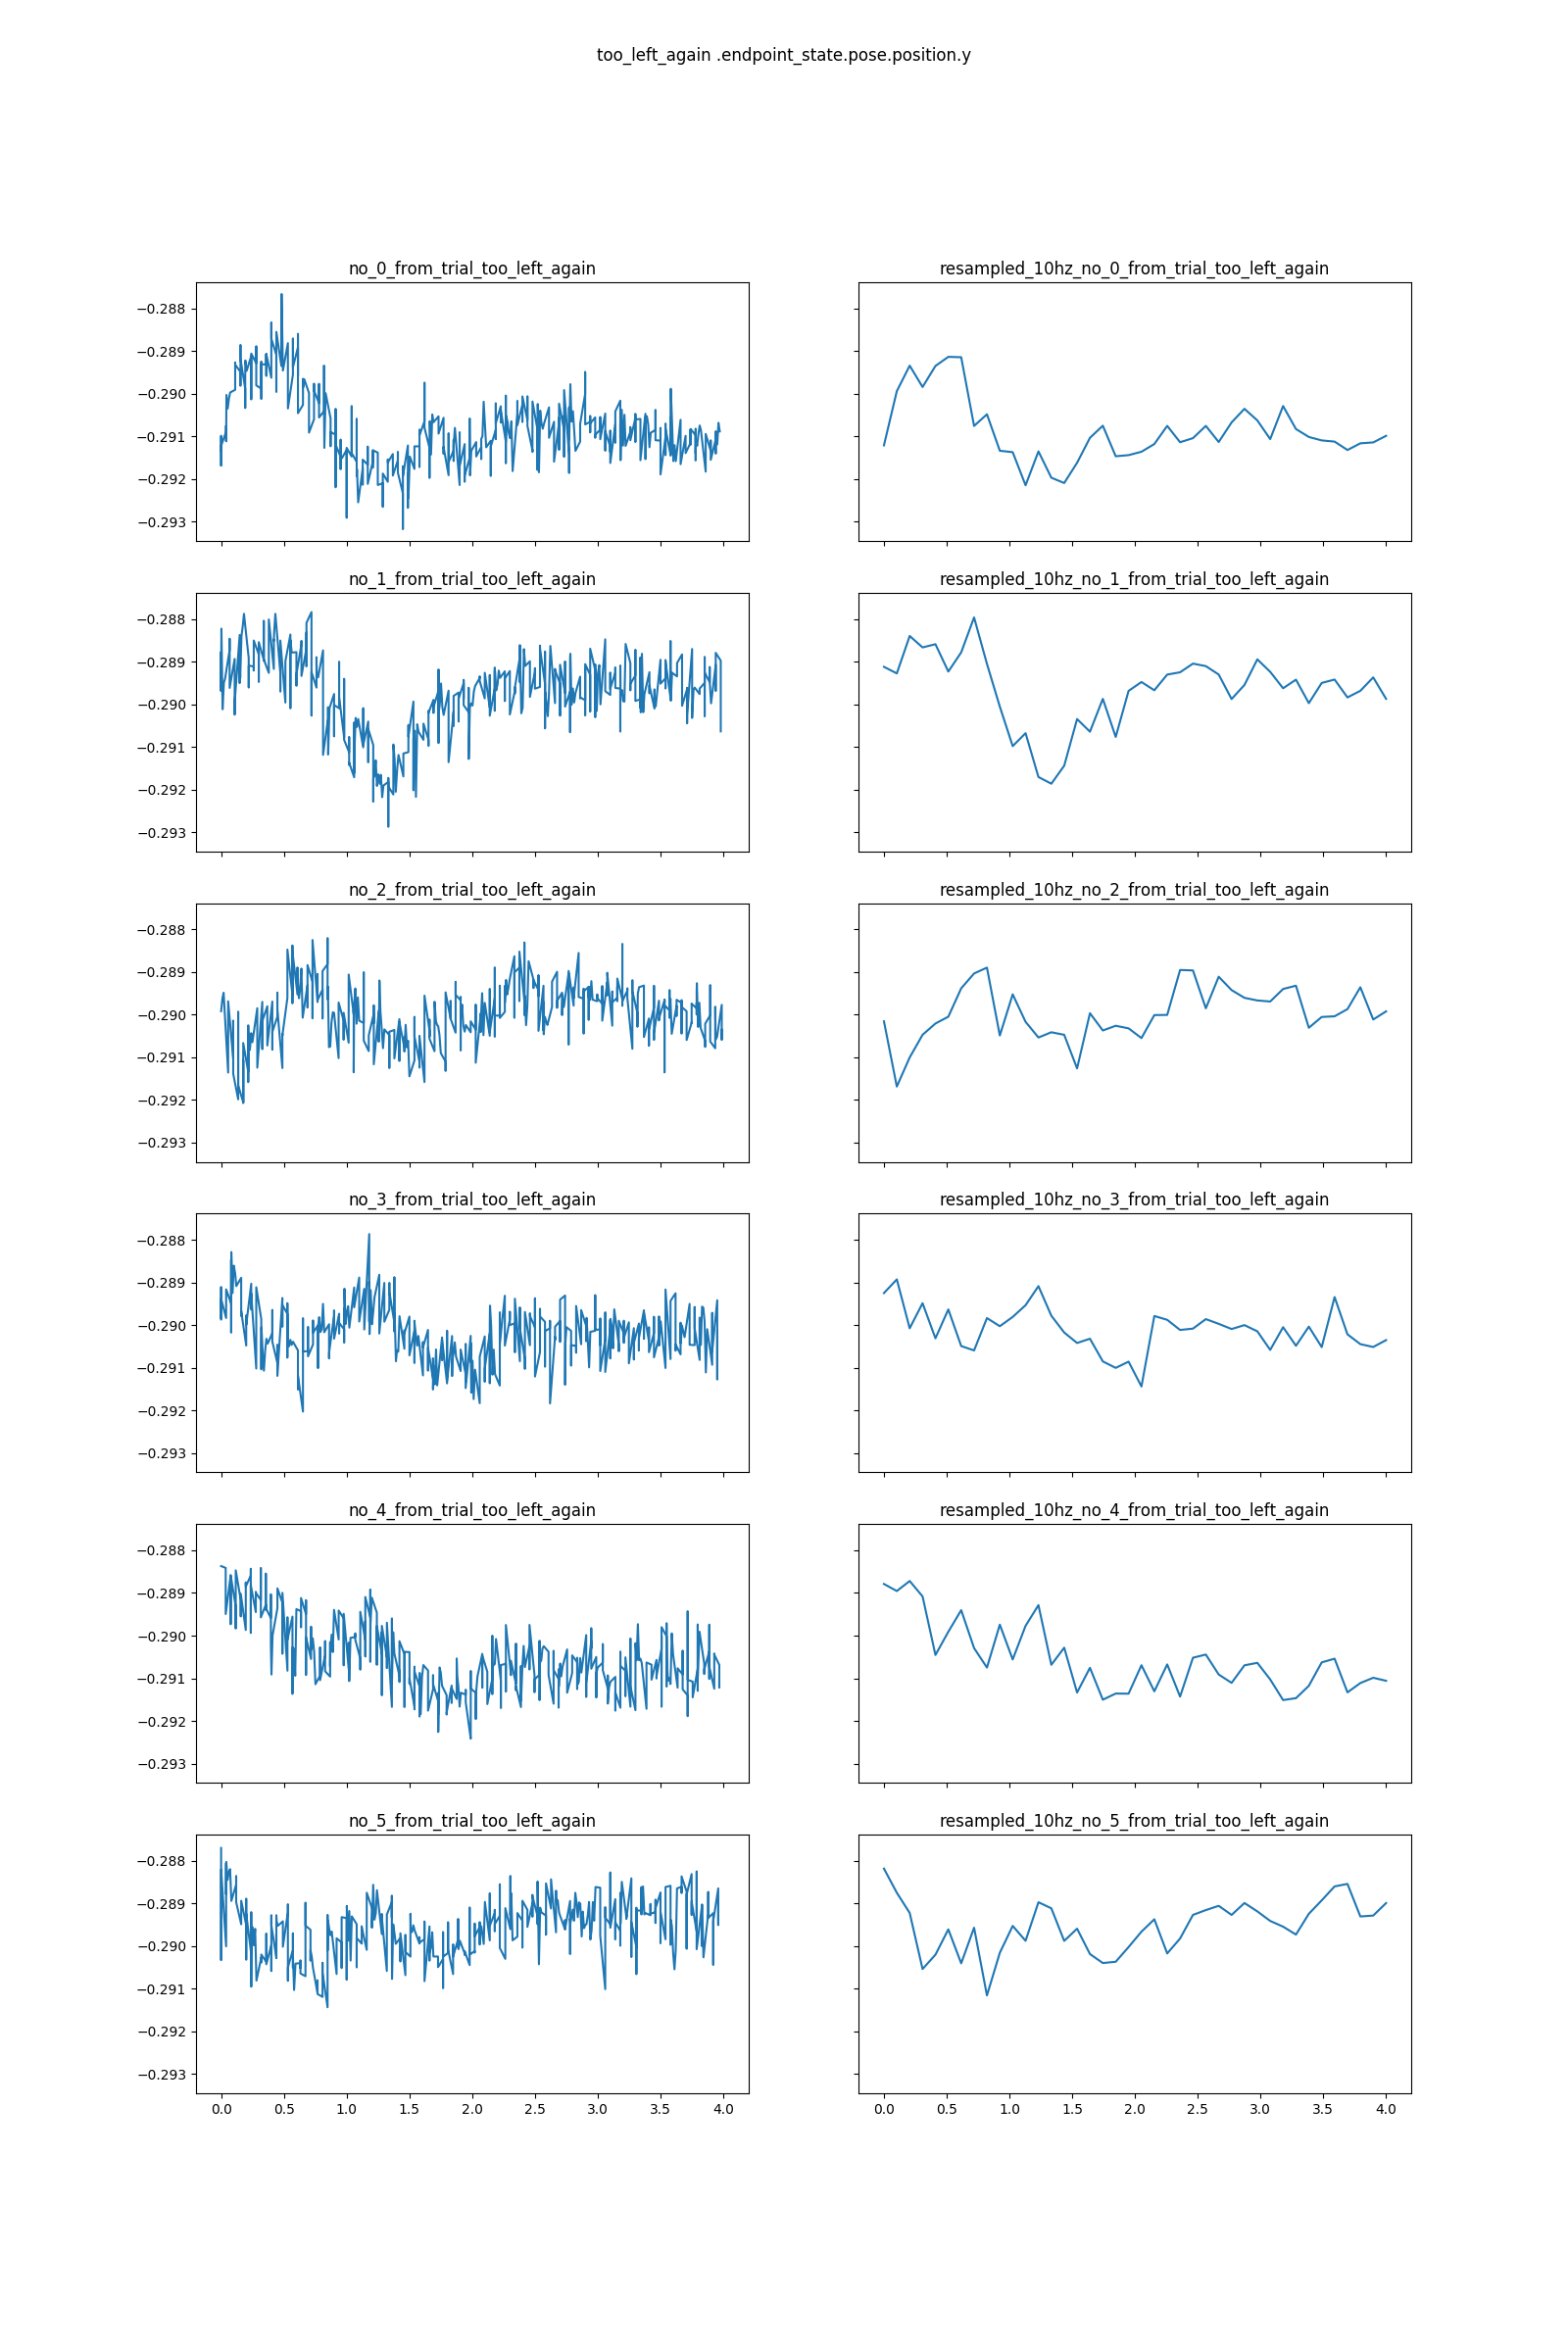 too_left_again .endpoint_state.pose.position.y
no_0_from_trial_too_left_again
resampled_10hz_no_0_from_trial_too_left_again
−0.288
−0.289
−0.290
−0.291
−0.292
−0.293
no_1_from_trial_too_left_again
resampled_10hz_no_1_from_trial_too_left_again
−0.288
−0.289
−0.290
−0.291
−0.292
−0.293
no_2_from_trial_too_left_again
resampled_10hz_no_2_from_trial_too_left_again
−0.288
−0.289
−0.290
−0.291
−0.292
−0.293
no_3_from_trial_too_left_again
resampled_10hz_no_3_from_trial_too_left_again
−0.288
−0.289
−0.290
−0.291
−0.292
−0.293
no_4_from_trial_too_left_again
resampled_10hz_no_4_from_trial_too_left_again
−0.288
−0.289
−0.290
−0.291
−0.292
−0.293
no_5_from_trial_too_left_again
resampled_10hz_no_5_from_trial_too_left_again
−0.288
−0.289
−0.290
−0.291
−0.292
−0.293
0.0 0.5 1.0 1.5 2.0 2.5 3.0 3.5 4.0
0.0 0.5 1.0 1.5 2.0 2.5 3.0 3.5 4.0